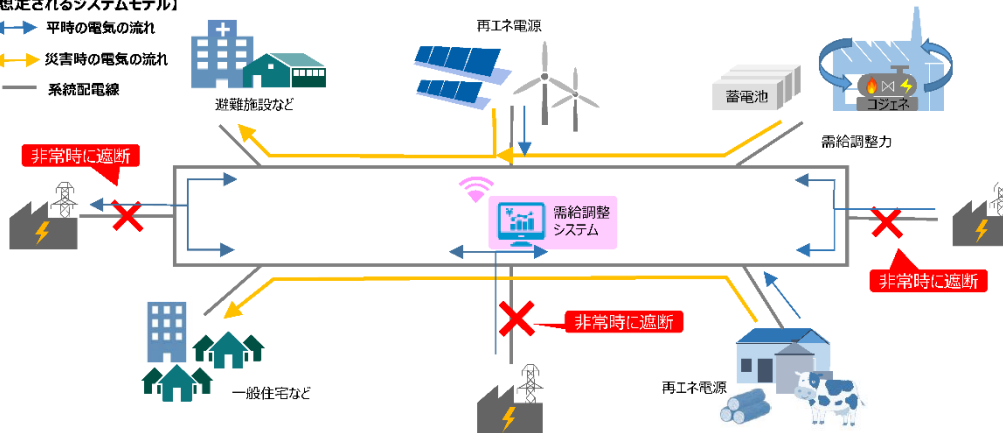 想定されるシステムモデル】
平時の電気の流れ
災害時の電気の流れ
系統配電線
避難施設など
再エネ電源
蓄電池
コジェネ
需給調整力
非常時に遮断
需給調整
システム
非常時に遮断
非常時に遮断
一般住宅など
再エネ電源